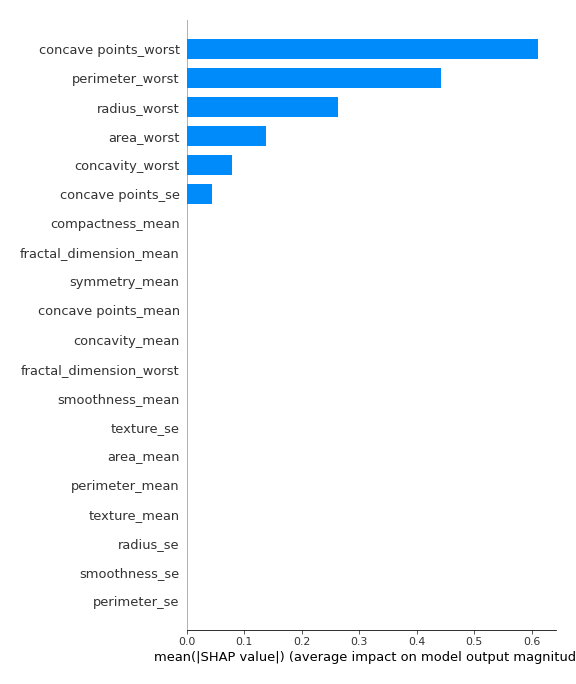 concave points_worst
perimeter_worst
radius_worst
area_worst
concavity_worst
concave points_se
compactness_mean
fractal_dimension_mean
symmetry_mean
concave points_mean
concavity_mean
fractal_dimension_worst
smoothness_mean
texture_se
area_mean
perimeter_mean
texture_mean
radius_se
smoothness_se
perimeter_se
0.0 0.1 0.2 0.3 0.4 0.5 0.6
mean(|SHAP value|) (average impact on model output magnitud